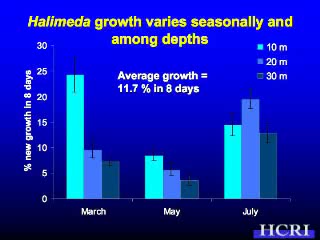 Halimeda growth varies seasonally and
among depths
30
25
20
15
10
5
0
% new growth in 8 days
Average growth =
11.7 % in 8 days
10 m
20 m
30 m
March May July
HCRI